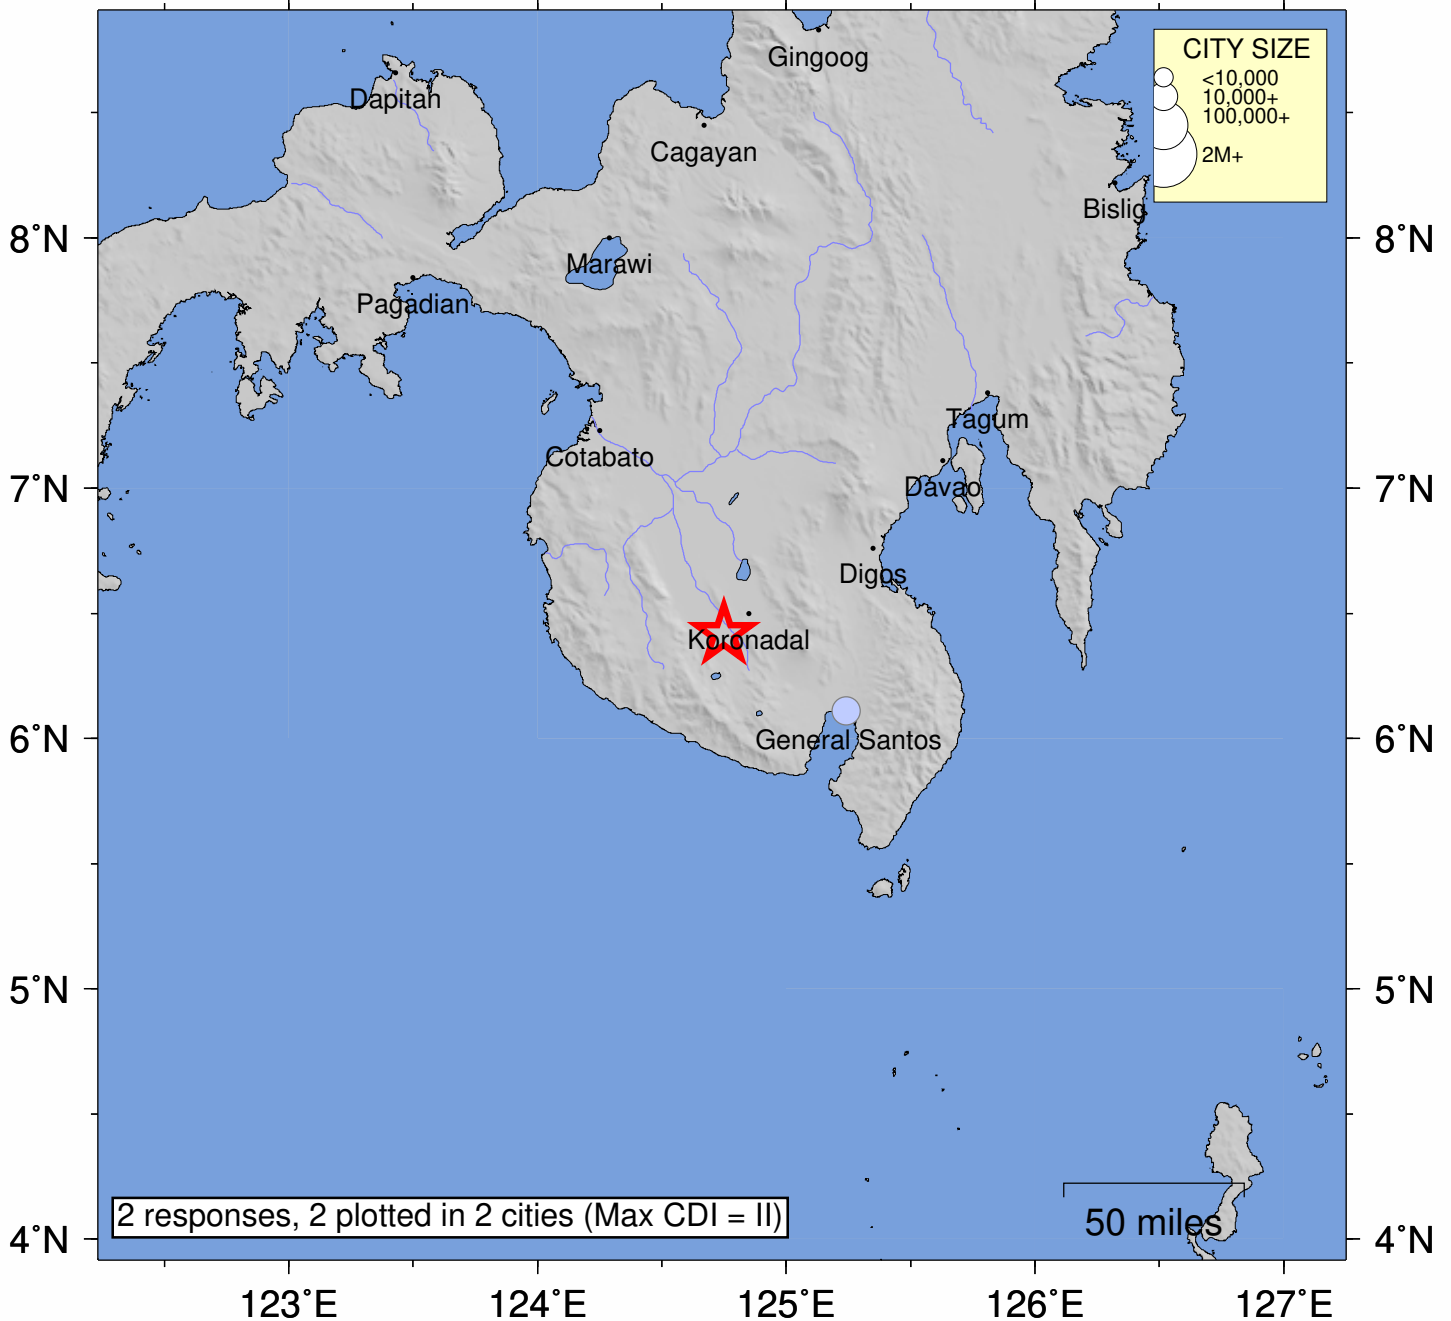 Gingoog
CITY SIZE
<10,000
10,000+
100,000+
2M+
Dapitan
Cagayan
Bislig
8°N
8°N
Marawi
Pagadian
Tagum
Cotabato
7°N
Davao
7°N
Digos
Koronadal
6°N
General Santos
6°N
5°N
5°N
2 responses, 2 plotted in 2 cities (Max CDI = II)
50 miles
4°N
4°N
123°E
124°E
125°E
126°E
127°E